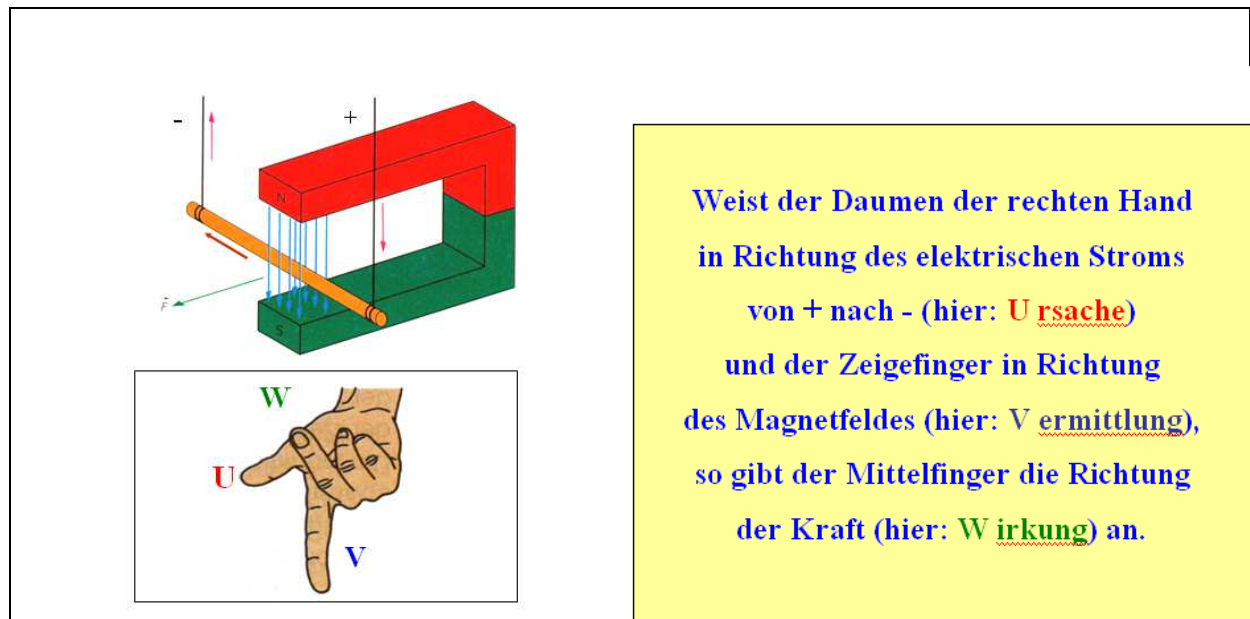 -
+
N
S
F
W
U
V
Weist der Daumen der rechten Hand
in Richtung des elektrischen Stroms
von + nach - (hier: U rsache)
und der Zeigefinger in Richtung
des Magnetfeldes (hier: V ermittlung),
so gibt der Mittelfinger die Richtung
der Kraft (hier: W irkung) an.